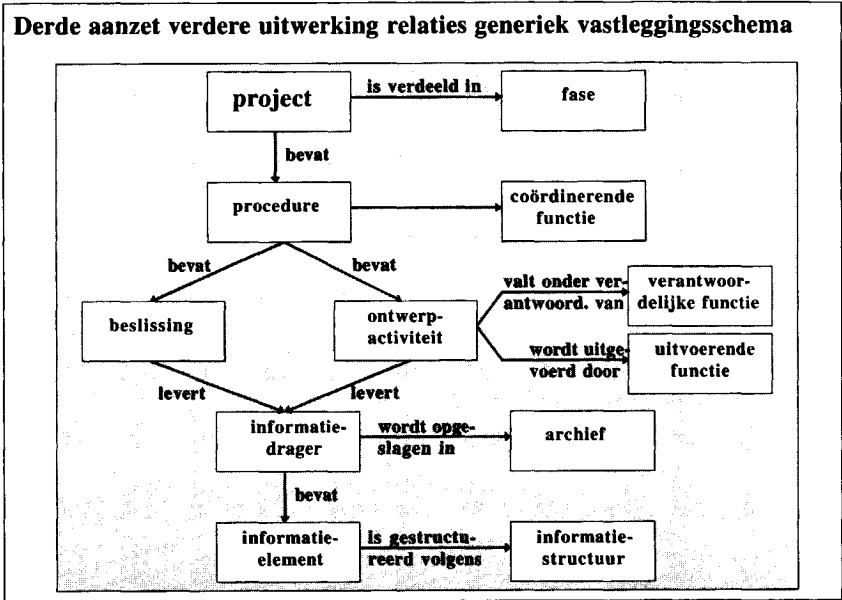 Derde aanzet verdere uitwerking relaties generiek vastleggingsschema
project
is verdeeld in
fase
bevat
procedure
coördinerende
functie
bevat
bevat
beslissing
ontwerp-
activiteit
valt onder ver-
antwoord. van
verantwoor-
delijke functie
wordt uitge-
voerd door
uitvoerende
functie
levert
levert
informatie-
drager
wordt opge-
slagen in
archief
bevat
informatie-
element
is gestructu-
reerd volgens
informatie-
structuur